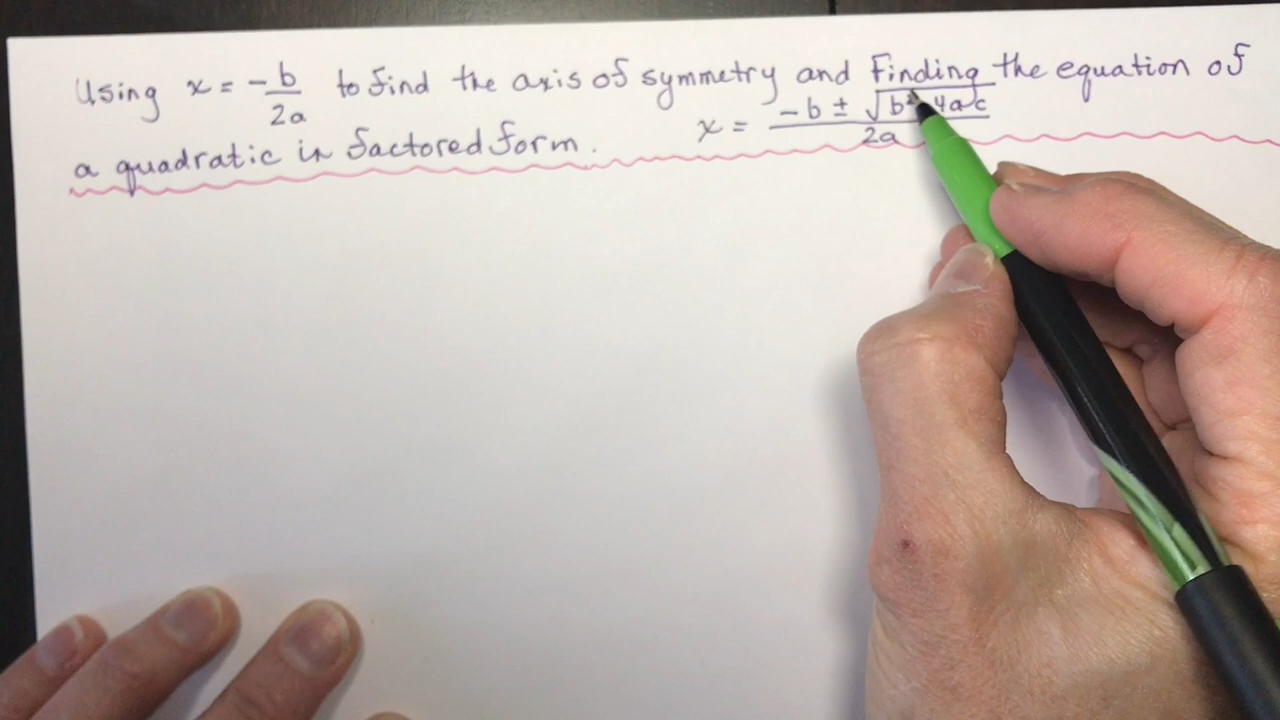 Using x = -b/2a to find the axis of symmetry and Finding the equation of
a quadratic in factored form. x = (-b ± √(b² - 4ac))/2a